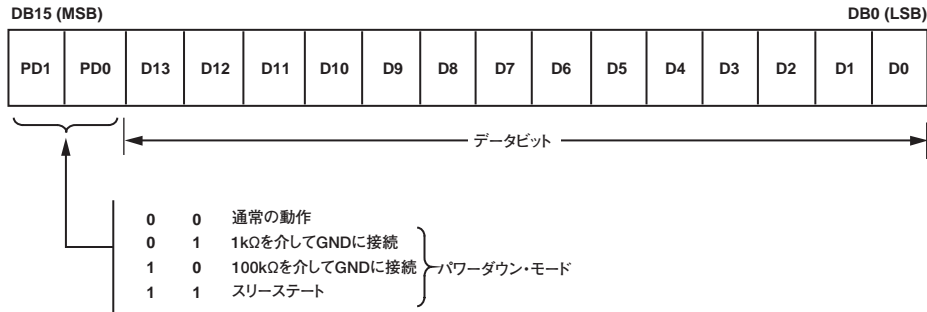 DB15 (MSB) DB0 (LSB)
PD1 PD0 D13 D12 D11 D10 D9 D8 D7 D6 D5 D4 D3 D2 D1 D0
データビット
0 0 通常の動作
0 1 1kΩを介してGNDに接続
1 0 100kΩを介してGNDに接続
パワーダウン・モード
1 1 スリーステート